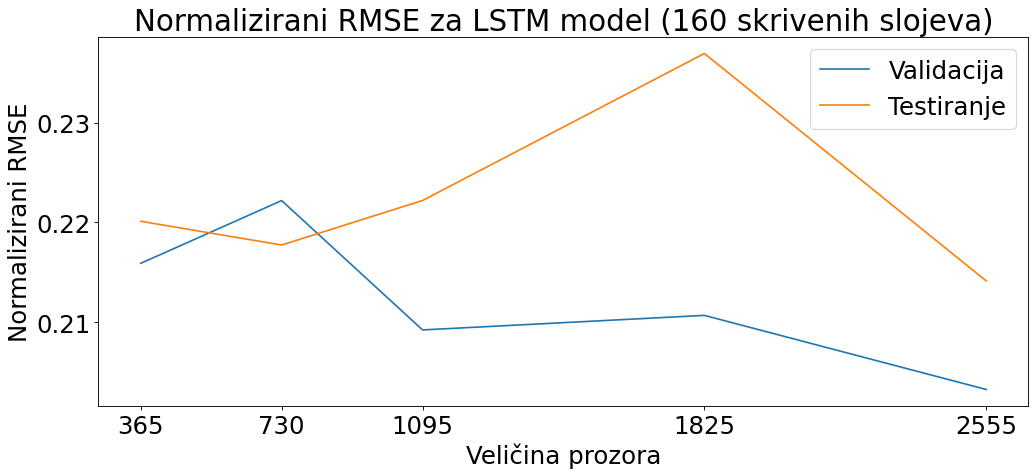 Normalizirani RMSE za LSTM model (160 skrivenih slojeva)
Validacija
Testiranje
Normalizirani RMSE
0.23
0.22
0.21
365 730 1095 1825 2555
Veličina prozora